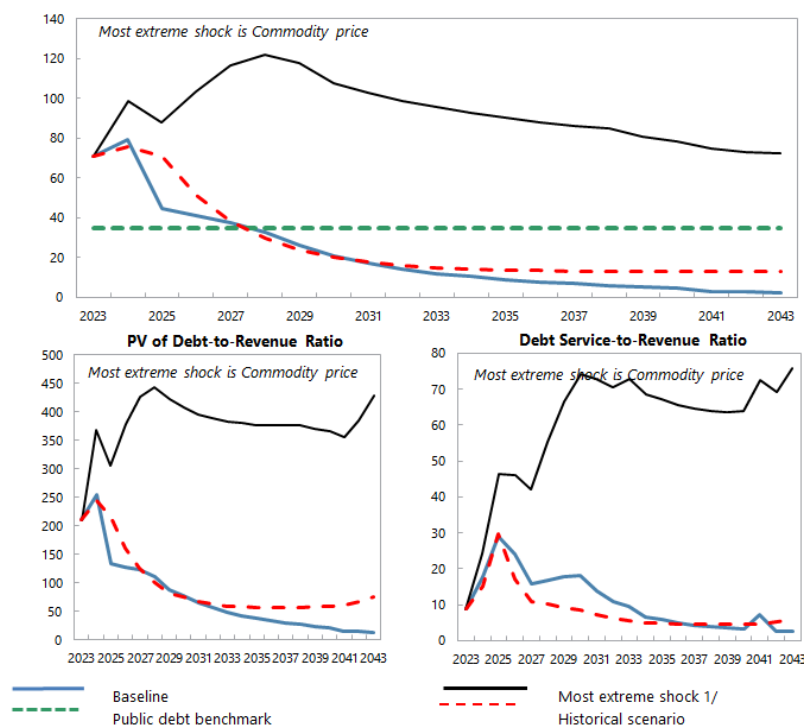 140
Most extreme shock is Commodity price
120
100
80
60
40
20
0
2023 2025 2027 2029 2031 2033 2035 2037 2039 2041 2043
PV of Debt-to-Revenue Ratio
500
Most extreme shock is Commodity price
450
400
350
300
250
200
150
100
50
0
2023 2025 2027 2029 2031 2033 2035 2037 2039 2041 2043
Debt Service-to-Revenue Ratio
80
Most extreme shock is Commodity price
70
60
50
40
30
20
10
0
2023 2025 2027 2029 2031 2033 2035 2037 2039 2041 2043
Baseline
Public debt benchmark
Most extreme shock 1/
Historical scenario